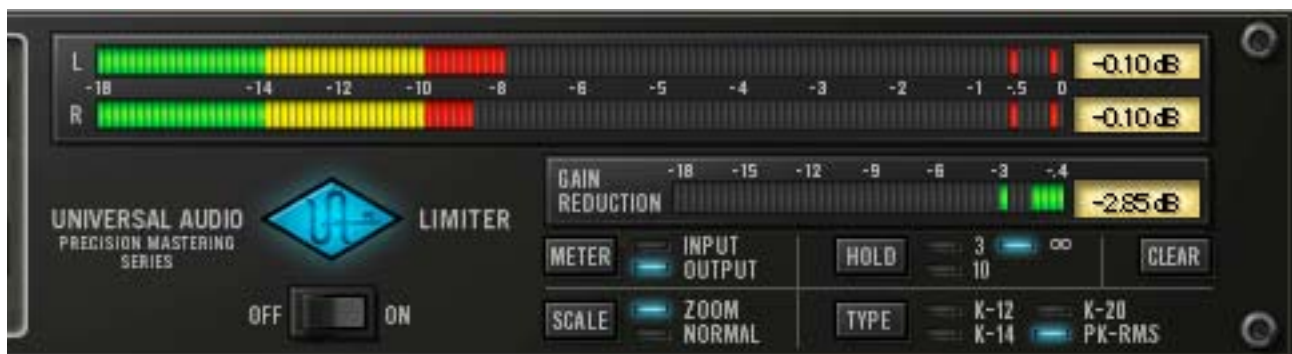 L -0.10 dB
-18 -14 -12 -10 -8 -6 -5 -4 -3 -2 -1 -.5 0
R -0.10 dB
-18 -15 -12 -9 -6 -3 -.4
GAIN
REDUCTION -2.85 dB
UNIVERSAL AUDIO LIMITER
PRECISION MASTERING
SERIES
METER INPUT
OUTPUT
HOLD 3 ∞
10
CLEAR
OFF ON
SCALE ZOOM
NORMAL
TYPE K-12 K-20
K-14 PK-RMS